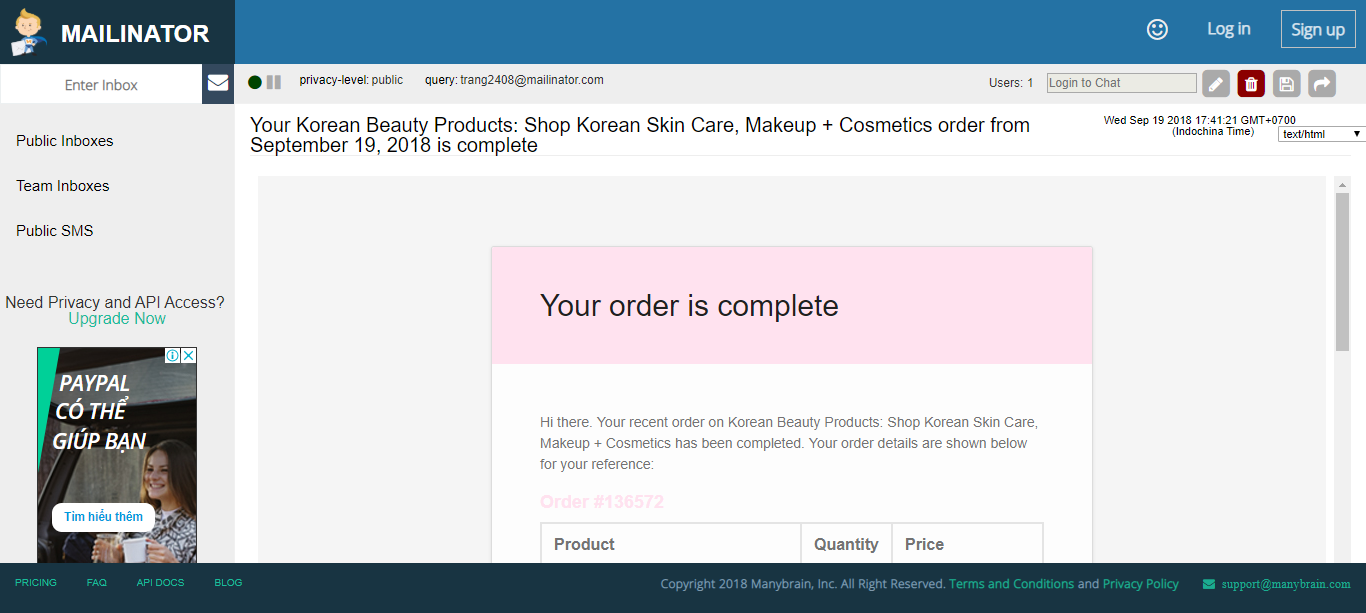 MAILINATOR
Log in
Sign up
Enter Inbox
privacy-level: public
query: trang2408@mailinator.com
Users: 1
Login to Chat
Public Inboxes
Team Inboxes
Public SMS
Need Privacy and API Access?
Upgrade Now
PAYPAL
CÓ THỂ
GIÚP BẠN
Tìm hiểu thêm
Your Korean Beauty Products: Shop Korean Skin Care, Makeup + Cosmetics order from
September 19, 2018 is complete
Wed Sep 19 2018 17:41:21 GMT+0700
(Indochina Time)
text/html
Your order is complete
Hi there. Your recent order on Korean Beauty Products: Shop Korean Skin Care,
Makeup + Cosmetics has been completed. Your order details are shown below
for your reference:
Order #136572
Product Quantity Price
PRICING FAQ API DOCS BLOG
Copyright 2018 Manybrain, Inc. All Right Reserved. Terms and Conditions and Privacy Policy
support@manybrain.com